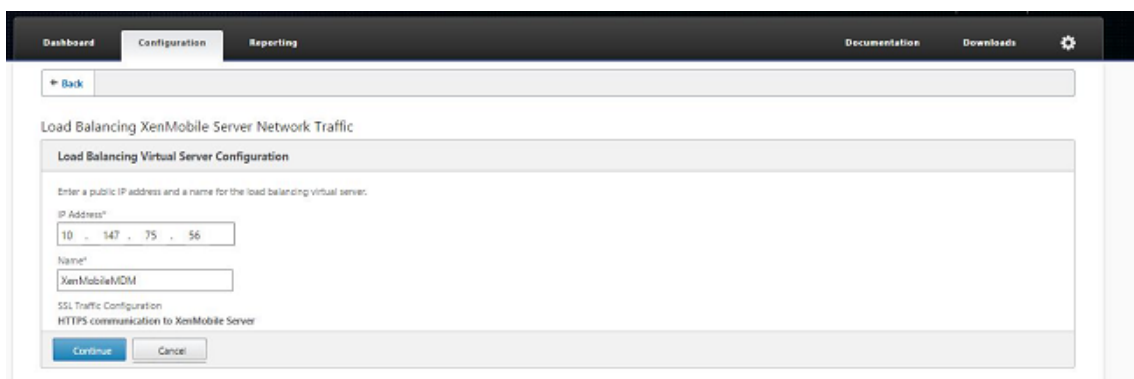 Dashboard Configuration Reporting Documentation Downloads
Back
Load Balancing XenMobile Server Network Traffic
Load Balancing Virtual Server Configuration
Enter a public IP address and a name for the load balancing virtual server.
IP Address*
10 . 147 . 75 . 56
Name*
XenMobileMDM
SSL Traffic Configuration
HTTPS communication to XenMobile Server
Continue Cancel